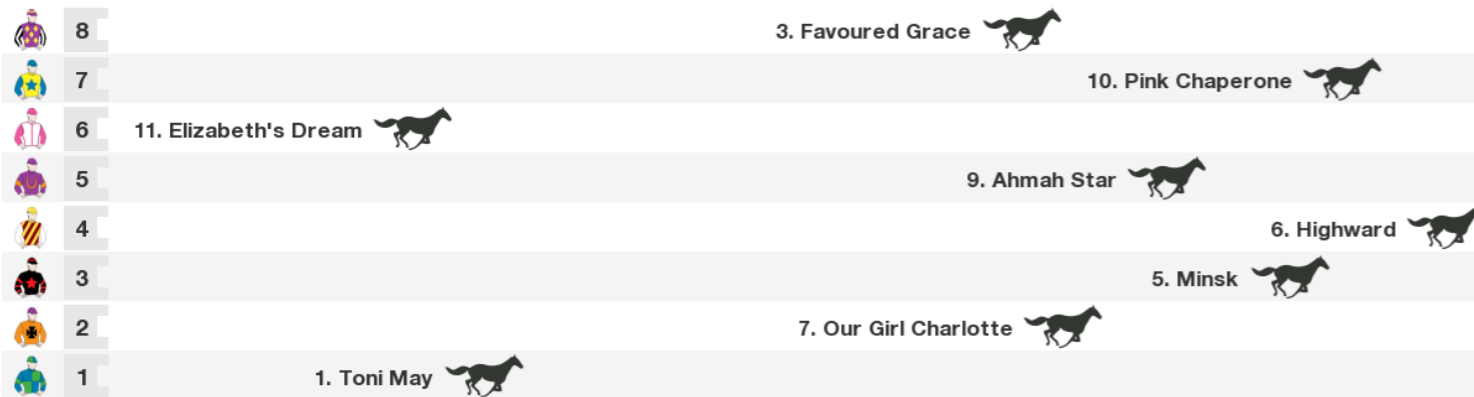 8 3. Favoured Grace
7 10. Pink Chaperone
6 11. Elizabeth's Dream
5 9. Ahmah Star
4 6. Highward
3 5. Minsk
2 7. Our Girl Charlotte
1 1. Toni May